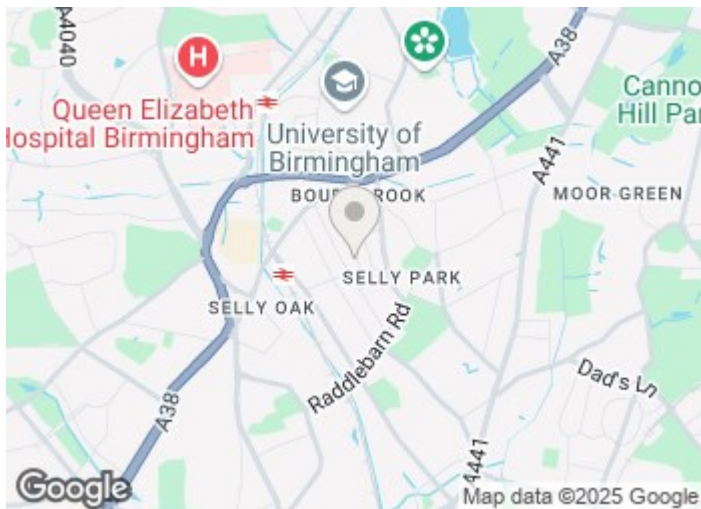 A4040
A38
H
Queen Elizabeth
Hospital Birmingham
University of
Birmingham
Canno
Hill Par
A441
MOOR GREEN
SELLY PARK
SELLY OAK
Raddlebarn Rd
Dad's Ln
A38
A441
Google
Map data ©2025 Google